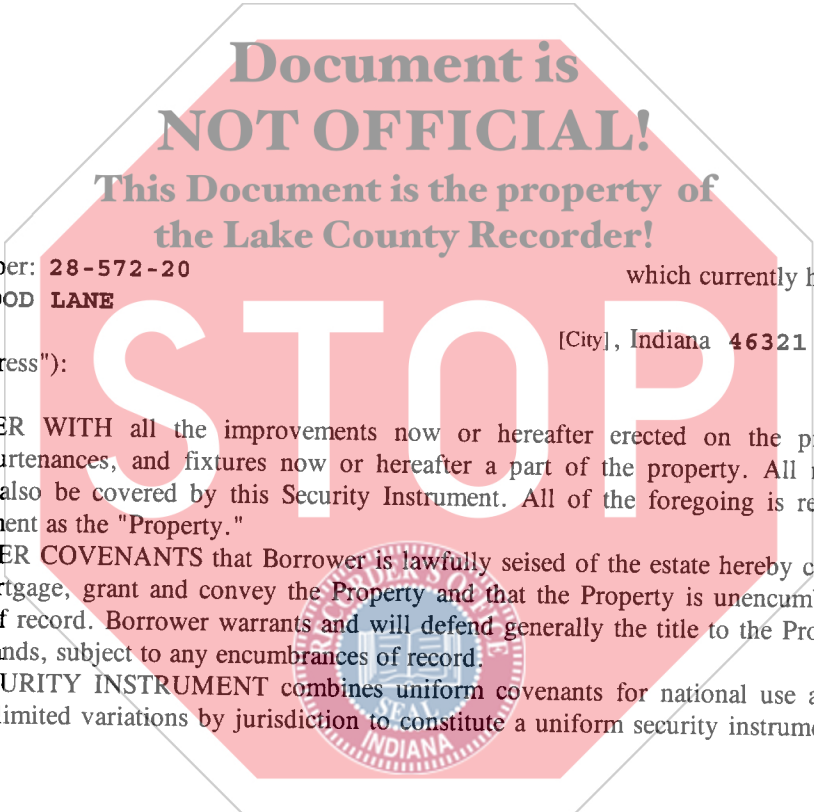 Document is
NOT OFFICIAL!
This Document is the property of
the Lake County Recorder!
ber: 28-572-20
which currently h
OOD LANE
[City], Indiana 46321
ress"):
STOP
ER WITH all the improvements now or hereafter erected on the p
urtenances, and fixtures now or hereafter a part of the property. All
also be covered by this Security Instrument. All of the foregoing is re
ment as the "Property."
ER COVENANTS that Borrower is lawfully seised of the estate hereby c
rtgage, grant and convey the Property and that the Property is unencum
f record. Borrower warrants and will defend generally the title to the Pro
nds, subject to any encumbrances of record.
URITY INSTRUMENT combines uniform covenants for national use a
limited variations by jurisdiction to constitute a uniform security instrume
RECORDER'S OFFICE
SEAL
INDIANA